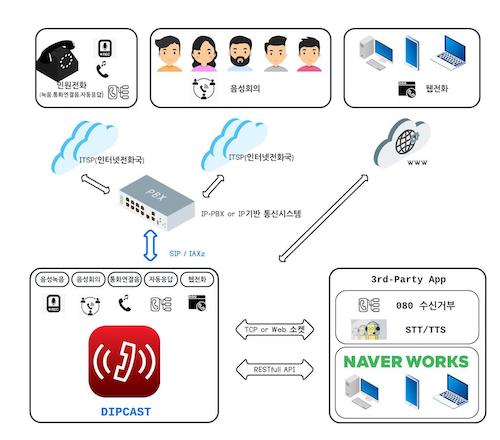 REC
민원전화
(녹음,통화연결음,자동응답)
음성회의
웹전화
ITSP(인터넷전화국)
ITSP(인터넷전화국)
WWW
PBX
IP-PBX or IP기반 통신시스템
SIP / IAX2
음성녹음
음성회의
통화연결음
자동응답
웹전화
DIPCAST
TCP or Web 소켓
RESTfull API
3rd-Party App
080 수신거부
STT/TTS
NAVER WORKS